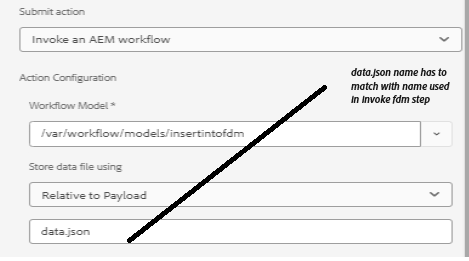 Submit action
Invoke an AEM workflow
Action Configuration
data.json name has to
match with name used
in invoke fdm step
Workflow Model *
/var/workflow/models/insertintofdm
Store data file using
Relative to Payload
data.json